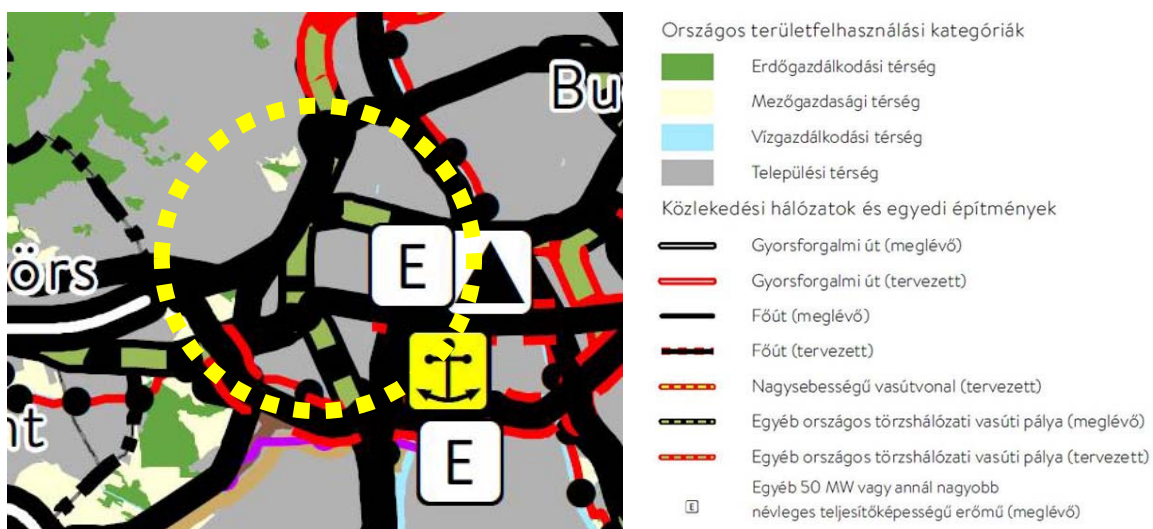 Bu
E
örs
nt
E
Országos területfelhasználási kategóriák
Erdőgazdálkodási térség
Mezőgazdasági térség
Vízgazdálkodási térség
Települési térség
Közlekedési hálózatok és egyedi építmények
Gyorsforgalmi út (meglévő)
Gyorsforgalmi út (tervezett)
Főút (meglévő)
Főút (tervezett)
Nagysebességű vasútvonal (tervezett)
Egyéb országos törzshálózati vasúti pálya (meglévő)
Egyéb országos törzshálózati vasúti pálya (tervezett)
E
Egyéb 50 MW vagy annál nagyobb
névleges teljesítőképességű erőmű (meglévő)